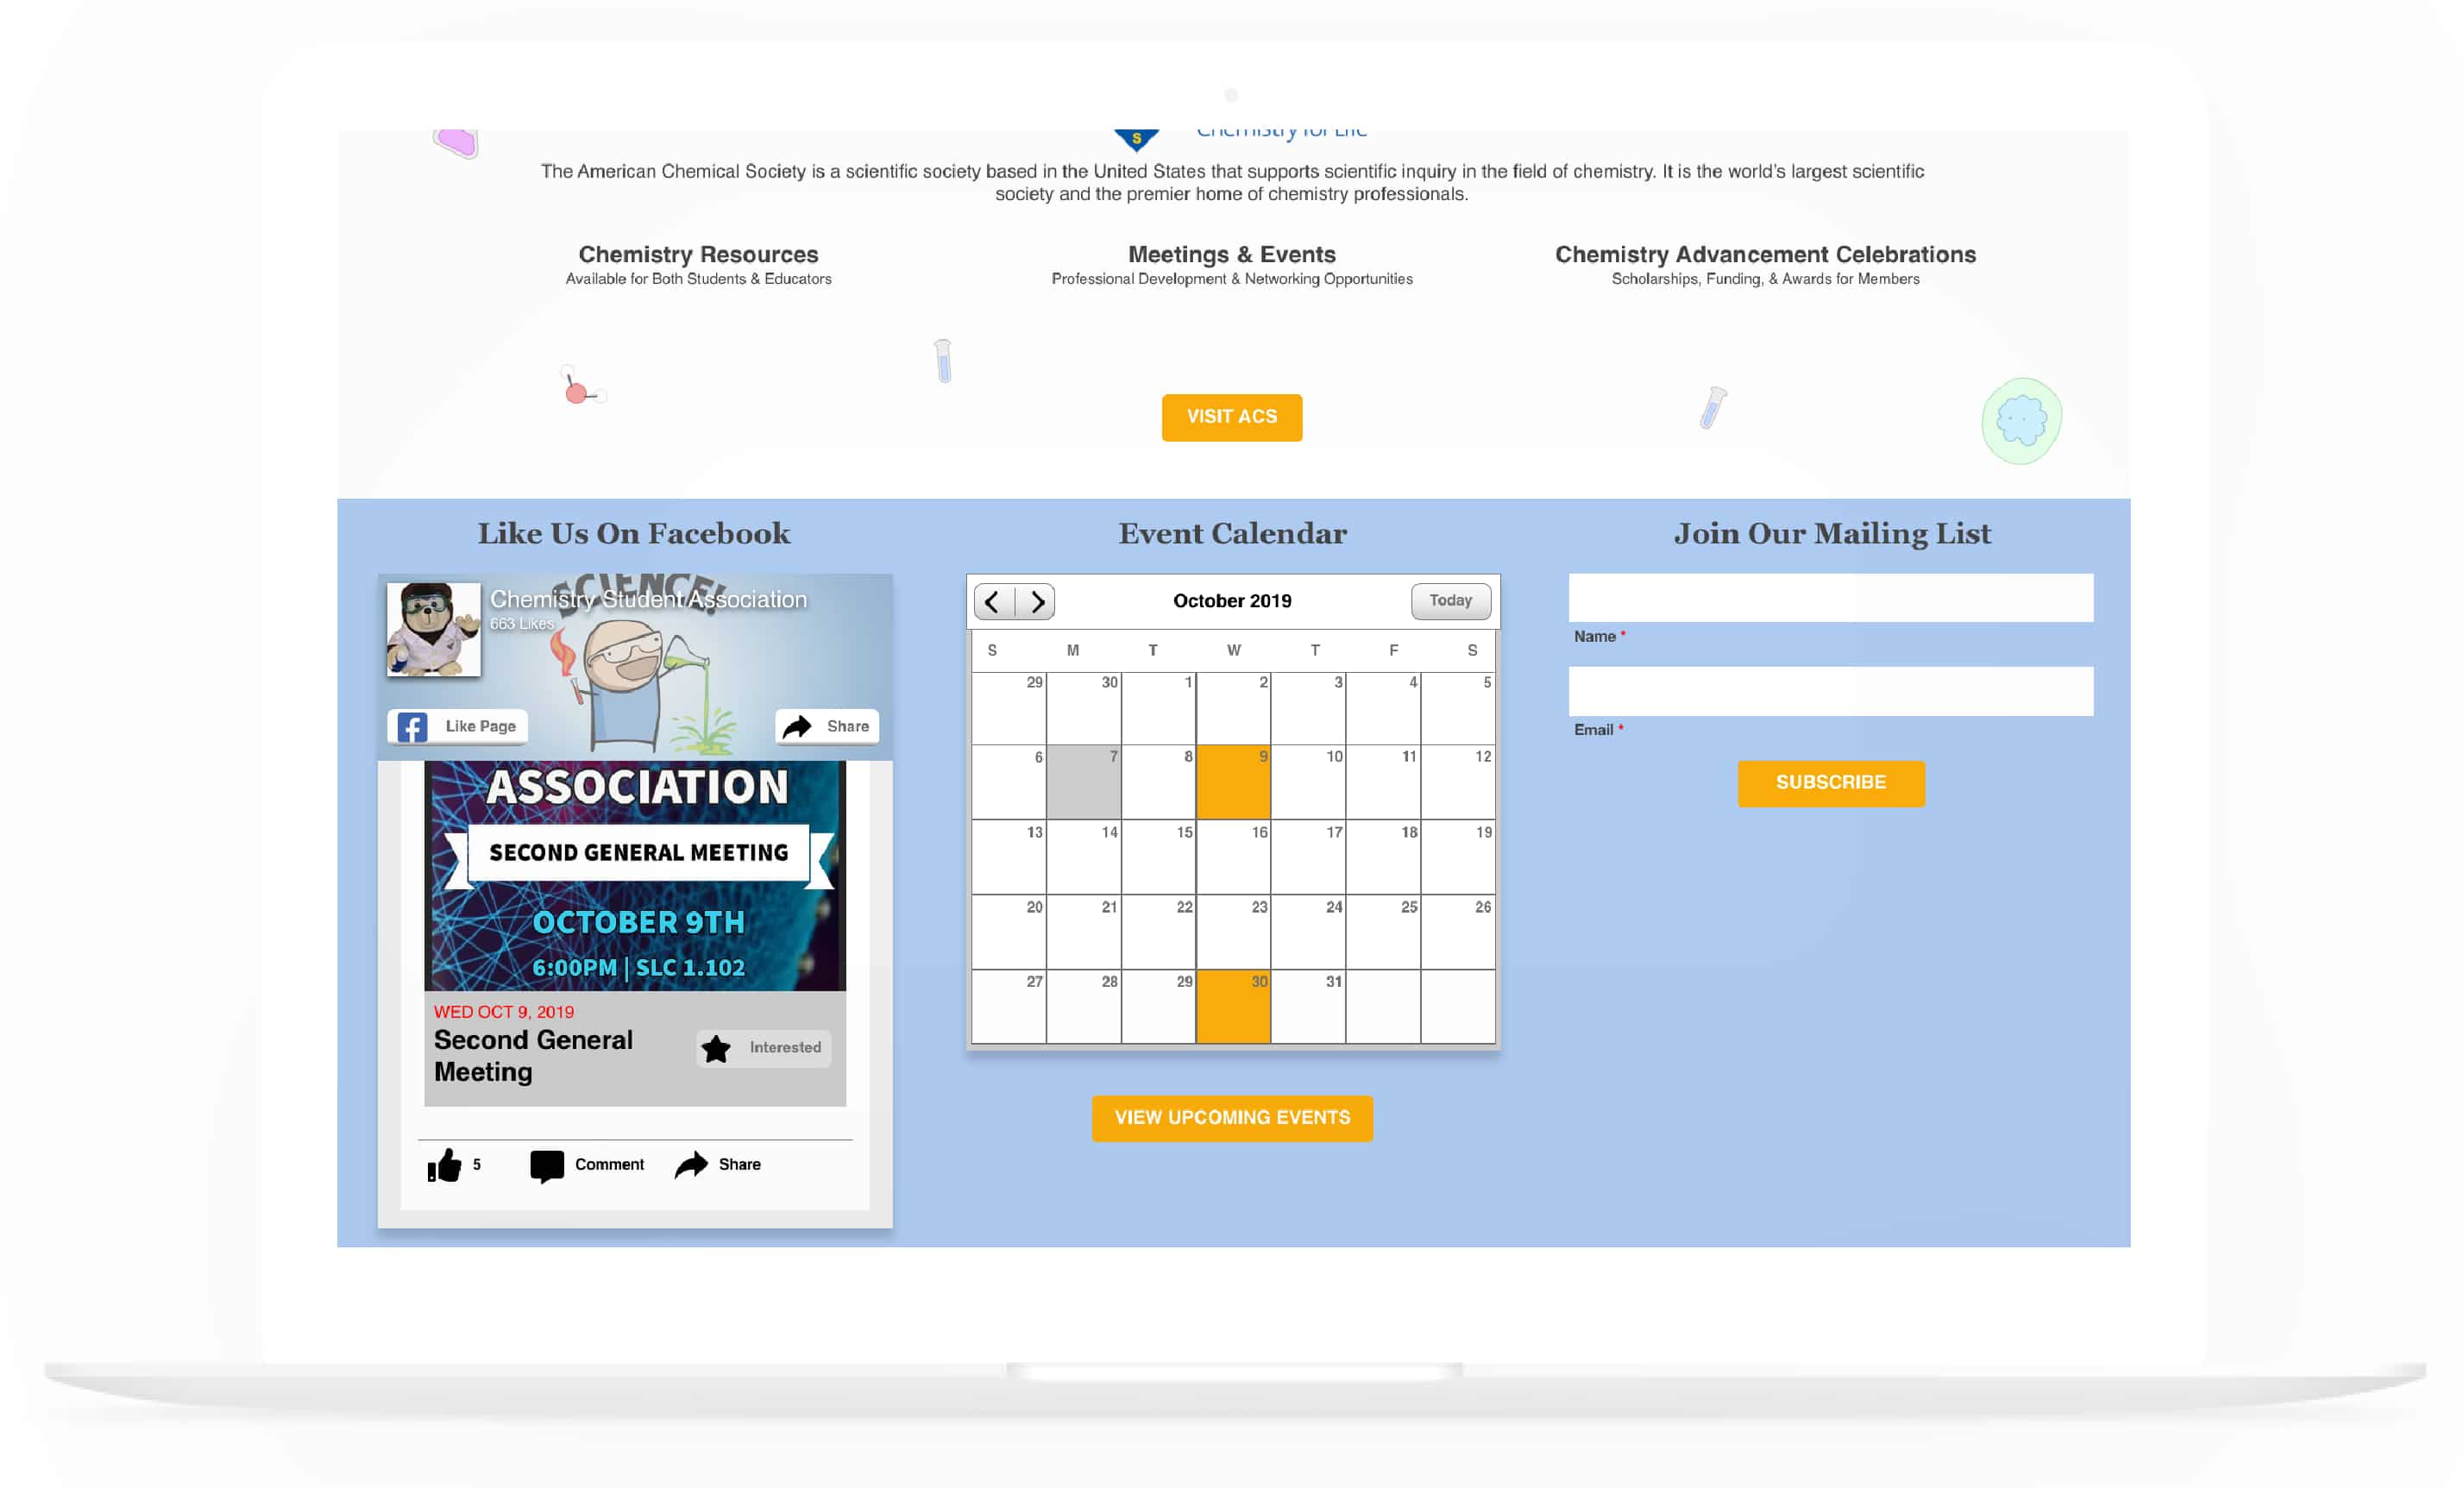 S Chemistry for Life
The American Chemical Society is a scientific society based in the United States that supports scientific inquiry in the field of chemistry. It is the world's largest scientific
society and the premier home of chemistry professionals.
Chemistry Resources
Available for Both Students & Educators
Meetings & Events
Professional Development & Networking Opportunities
Chemistry Advancement Celebrations
Scholarships, Funding, & Awards for Members
VISIT ACS
Like Us On Facebook
SCIENCE!
Chemistry Student Association
663 Likes
Like Page
Share
ASSOCIATION
SECOND GENERAL MEETING
OCTOBER 9TH
6:00PM | SLC 1.102
WED OCT 9, 2019
Second General
Meeting
Interested
5 Comment Share
Event Calendar
October 2019
Today
S M T W T F S
29 30 1 2 3 4 5
6 7 8 9 10 11 12
13 14 15 16 17 18 19
20 21 22 23 24 25 26
27 28 29 30 31
VIEW UPCOMING EVENTS
Join Our Mailing List
Name *
Email *
SUBSCRIBE